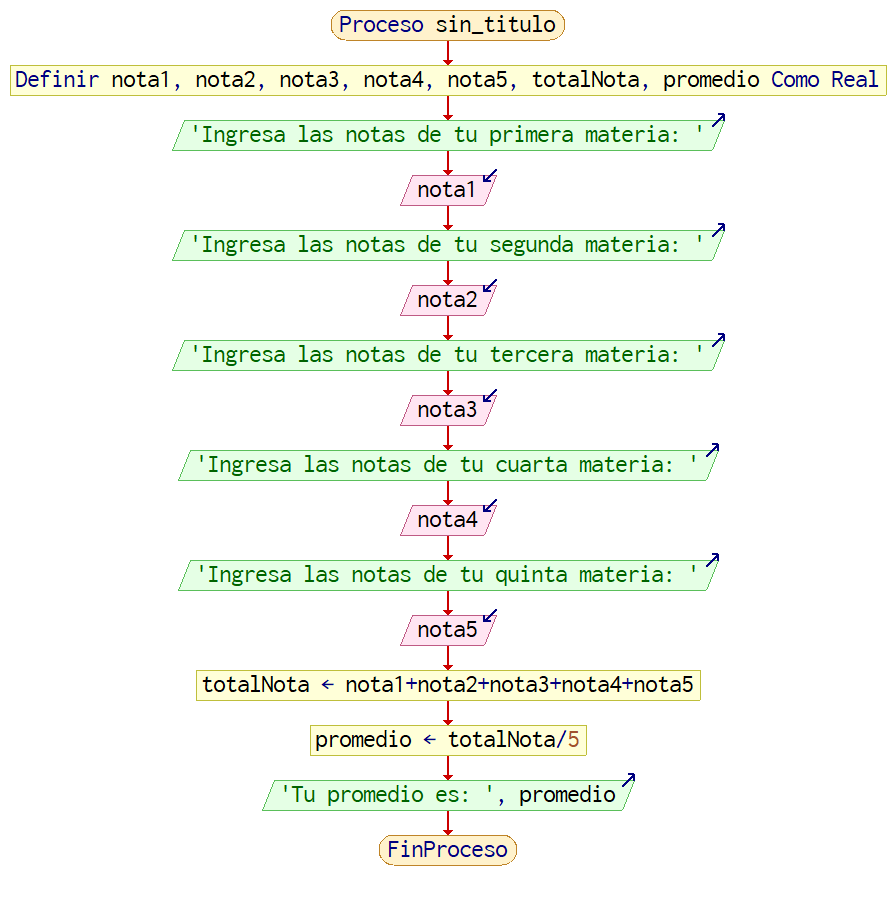 Proceso sin_titulo
Definir nota1, nota2, nota3, nota4, nota5, totalNota, promedio Como Real
'Ingresa las notas de tu primera materia: '
nota1
'Ingresa las notas de tu segunda materia: '
nota2
'Ingresa las notas de tu tercera materia: '
nota3
'Ingresa las notas de tu cuarta materia: '
nota4
'Ingresa las notas de tu quinta materia: '
nota5
totalNota ← nota1+nota2+nota3+nota4+nota5
promedio ← totalNota/5
'Tu promedio es: ', promedio
FinProceso